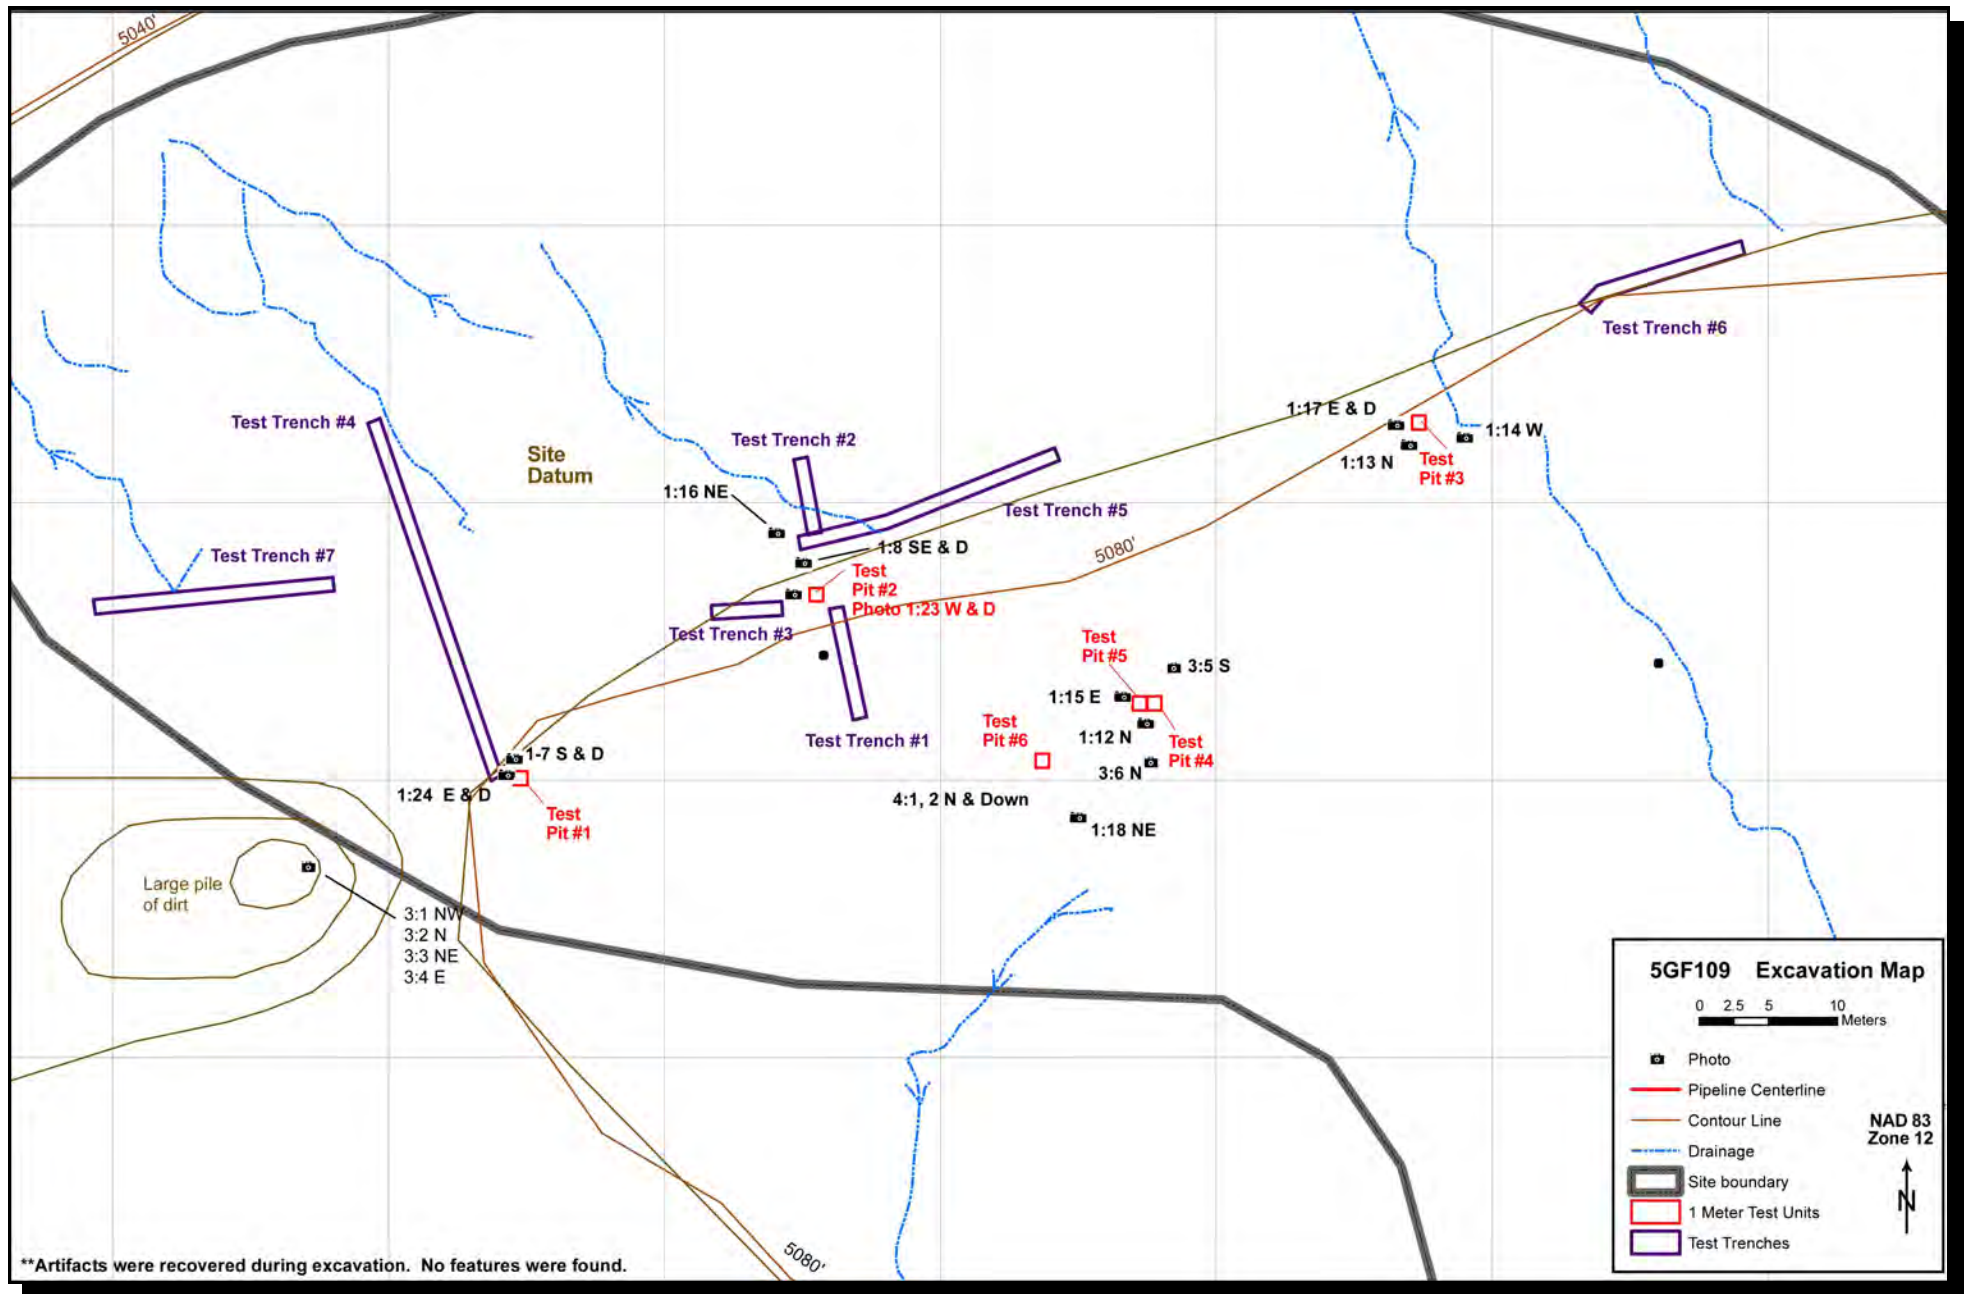 5040'
Test Trench #6
1:17 E & D
1:14 W
1:13 N
Test
Pit #3
Test Trench #4
Site
Datum
Test Trench #2
1:16 NE
Test Trench #5
1:8 SE & D
5080'
Test Trench #7
Test
Pit #2
Photo 1:23 W & D
Test Trench #3
Test
Pit #5
3:5 S
1:15 E
1:12 N
Test
Pit #4
Test
Pit #6
3:6 N
Test Trench #1
1-7 S & D
1:24 E & D
Test
Pit #1
4:1, 2 N & Down
1:18 NE
Large pile
of dirt
3:1 NW
3:2 N
3:3 NE
3:4 E
5080'
**Artifacts were recovered during excavation. No features were found.
5GF109 Excavation Map
0 2.5 5 10
Meters
Photo
Pipeline Centerline
Contour Line
Drainage
Site boundary
1 Meter Test Units
Test Trenches
NAD 83
Zone 12
N